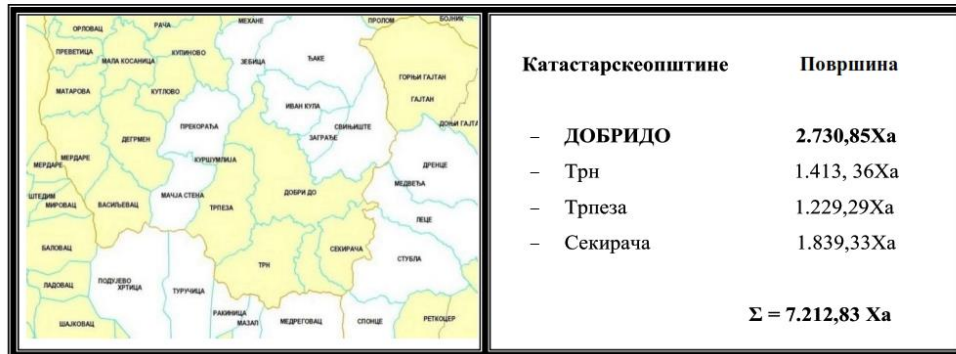 МЕХАНЕ
ПРОЛОМ
БОЈНИК
ОРЛОВАЦ
РАЧА
ПРЕВЕТИЦА
КУПИНОВО
МАЛА КОСАНИЦА
ЗЕБИЦА
ЂАКЕ
ГОРЊИ ГАЈТАН
МАТАРОВА
КУТЛОВО
ГАЈТАН
ИВАН КУЛА
ПРЕКОРАЂА
СВИЊИШТЕ
ДОЊИ ГАЈТ
ДЕГРМЕН
ЗАГРАЂЕ
МЕРДАРЕ
КУРШУМЛИЈА
ДРЕНЦЕ
МЕРДАРЕ
МЕДВЕЂА
ШТЕДИМ
МАЧЈА СТЕНА
ДОБРИ ДО
МИРОВАЦ
ВАСИЉЕВАЦ
ТРПЕЗА
ЛЕЦЕ
БАЛОВАЦ
СЕКИРАЧА
СТУБЛА
ТРН
ПОДУЈЕВО
ХРТИЦА
ТУРУЧИЦА
ЛАДОВАЦ
РАКИНИЦА
ШАЈКОВАЦ
МАЗАП
МЕДРЕГОВАЦ
СПОНЦЕ
РЕТКОЦЕР
Катастарскеопштине Површина
– ДОБРИДО 2.730,85Ха
– Трн 1.413, 36Ха
– Трпеза 1.229,29Ха
– Секирача 1.839,33Ха
Σ = 7.212,83 Ха